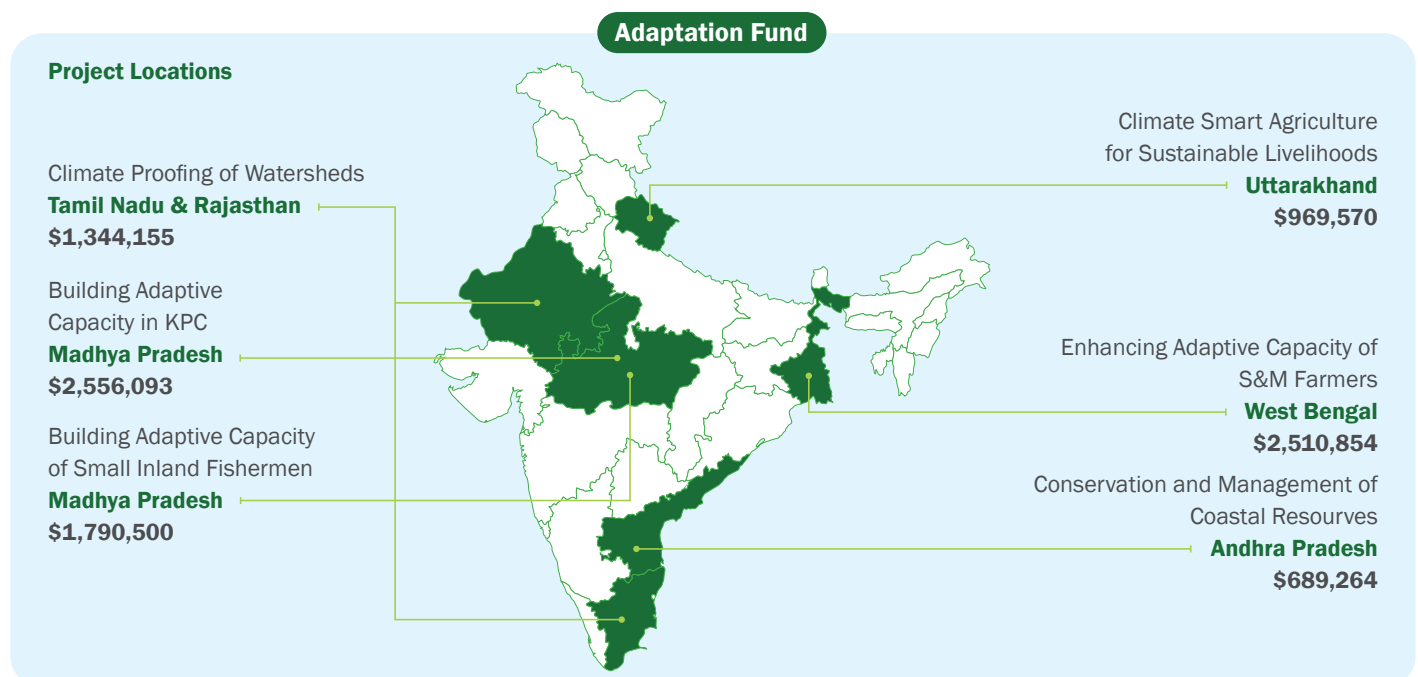 Adaptation Fund
Project Locations
Climate Proofing of Watersheds
Tamil Nadu & Rajasthan
$1,344,155
Building Adaptive
Capacity in KPC
Madhya Pradesh
$2,556,093
Building Adaptive Capacity
of Small Inland Fishermen
Madhya Pradesh
$1,790,500
Climate Smart Agriculture
for Sustainable Livelihoods
Uttarakhand
$969,570
Enhancing Adaptive Capacity of
S&M Farmers
West Bengal
$2,510,854
Conservation and Management of
Coastal Resourves
Andhra Pradesh
$689,264